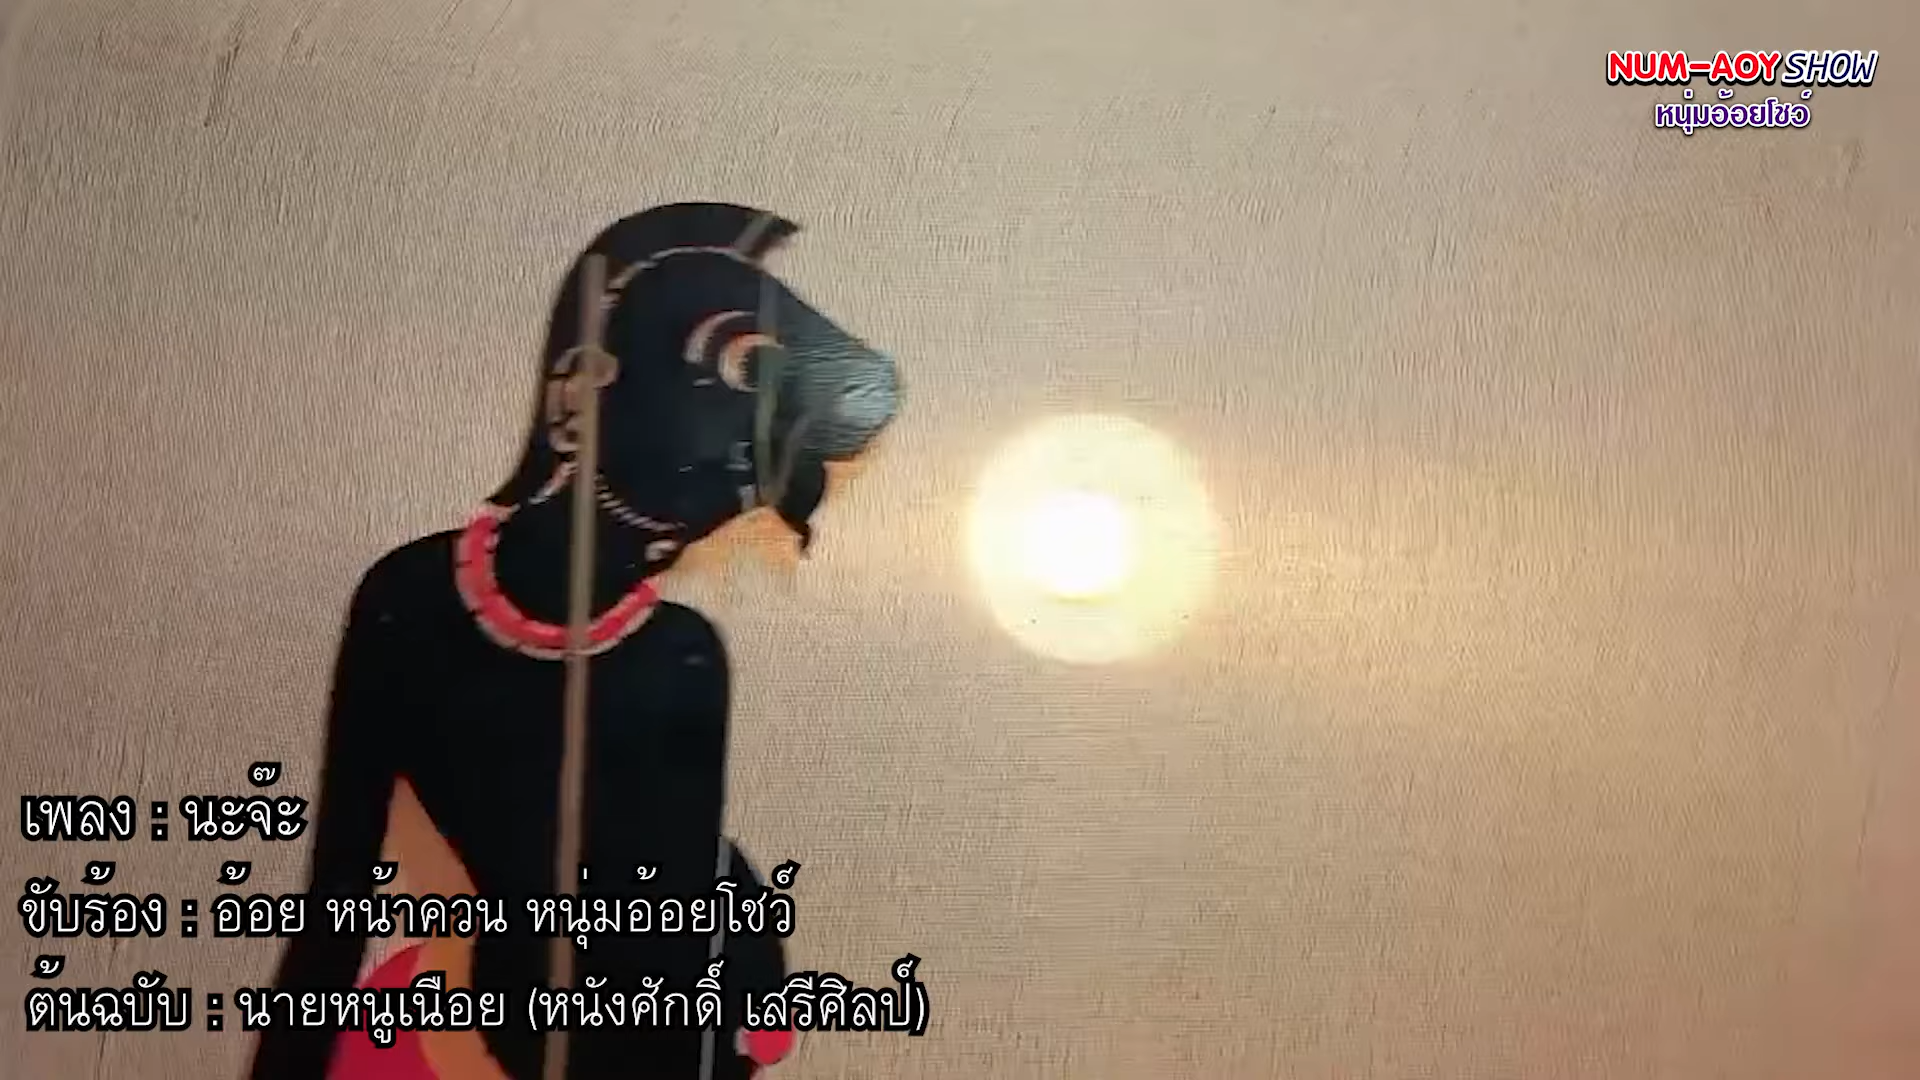 NUM-AOY SHOW
หนุ่มอ้อยโชว์
เพลง : นะจ๊ะ
ขับร้อง : อ้อย หน้าควน หนุ่มอ้อยโชว์
ต้นฉบับ : นายหนูเนือย (หนังศักดิ์ เสรีศิลป์)